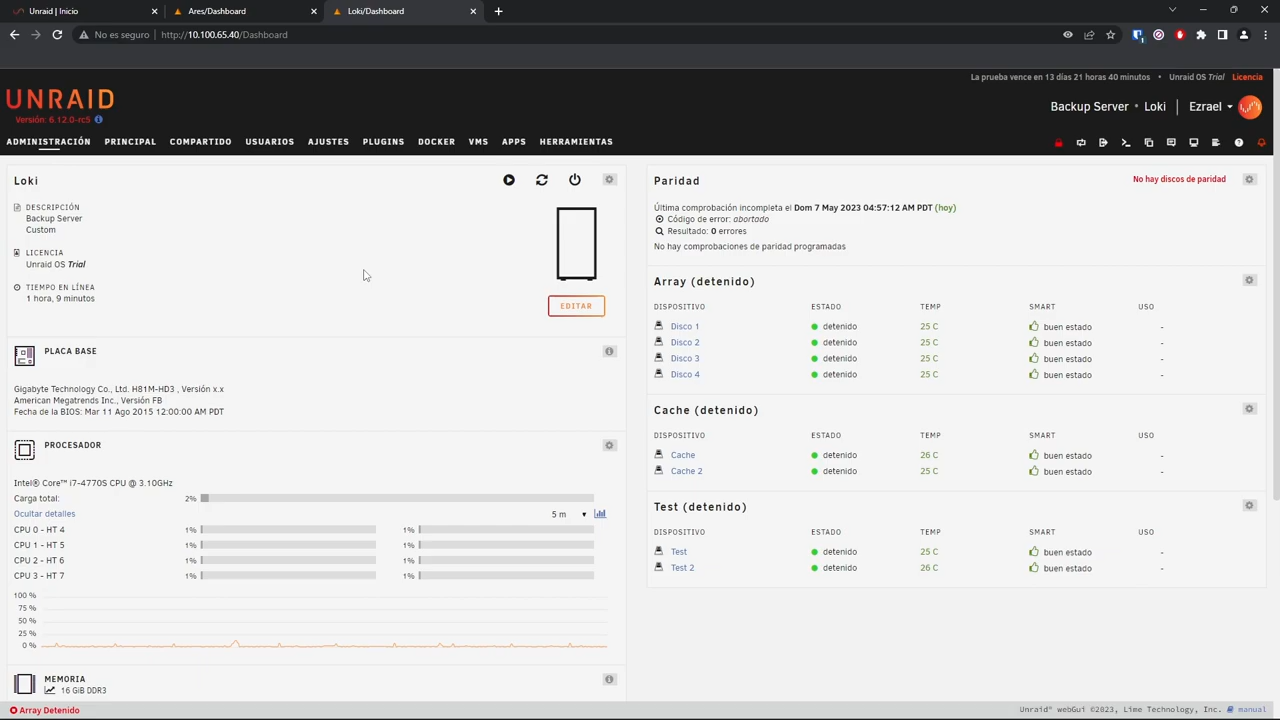 Unraid | Inicio
Ares/Dashboard
Loki/Dashboard
No es seguro | http://10.100.65.40/Dashboard
La prueba vence en 13 días 21 horas 40 minutos • Unraid OS Trial Licencia
UNRAID
Versión: 6.12.0-rc5
Backup Server • Loki | Ezrael
ADMINISTRACIÓN PRINCIPAL COMPARTIDO USUARIOS AJUSTES PLUGINS DOCKER VMS APPS HERRAMIENTAS
Loki
DESCRIPCIÓN
Backup Server
Custom
LICENCIA
Unraid OS Trial
TIEMPO EN LÍNEA
1 hora, 9 minutos
EDITAR
PLACA BASE
Gigabyte Technology Co., Ltd. H81M-HD3 , Versión x.x
American Megatrends Inc., Versión FB
Fecha de la BIOS: Mar 11 Ago 2015 12:00:00 AM PDT
PROCESADOR
Intel® Core™ i7-4770S CPU @ 3.10GHz
Carga total: 2%
Ocultar detalles 5 m
CPU 0 - HT 4 1% 1%
CPU 1 - HT 5 1% 1%
CPU 2 - HT 6 1% 1%
CPU 3 - HT 7 1% 1%
100 %
75 %
50 %
25 %
0 %
MEMORIA
16 GiB DDR3
Paridad
No hay discos de paridad
Última comprobación incompleta el Dom 7 May 2023 04:57:12 AM PDT (hoy)
Código de error: abortado
Resultado: 0 errores
No hay comprobaciones de paridad programadas
Array (detenido)
DISPOSITIVO ESTADO TEMP SMART USO
Disco 1 detenido 25 C buen estado -
Disco 2 detenido 25 C buen estado -
Disco 3 detenido 25 C buen estado -
Disco 4 detenido 25 C buen estado -
Cache (detenido)
DISPOSITIVO ESTADO TEMP SMART USO
Cache detenido 26 C buen estado -
Cache 2 detenido 25 C buen estado -
Test (detenido)
DISPOSITIVO ESTADO TEMP SMART USO
Test detenido 25 C buen estado -
Test 2 detenido 26 C buen estado -
Array Detenido
Unraid® webGui ©2023, Lime Technology, Inc. manual